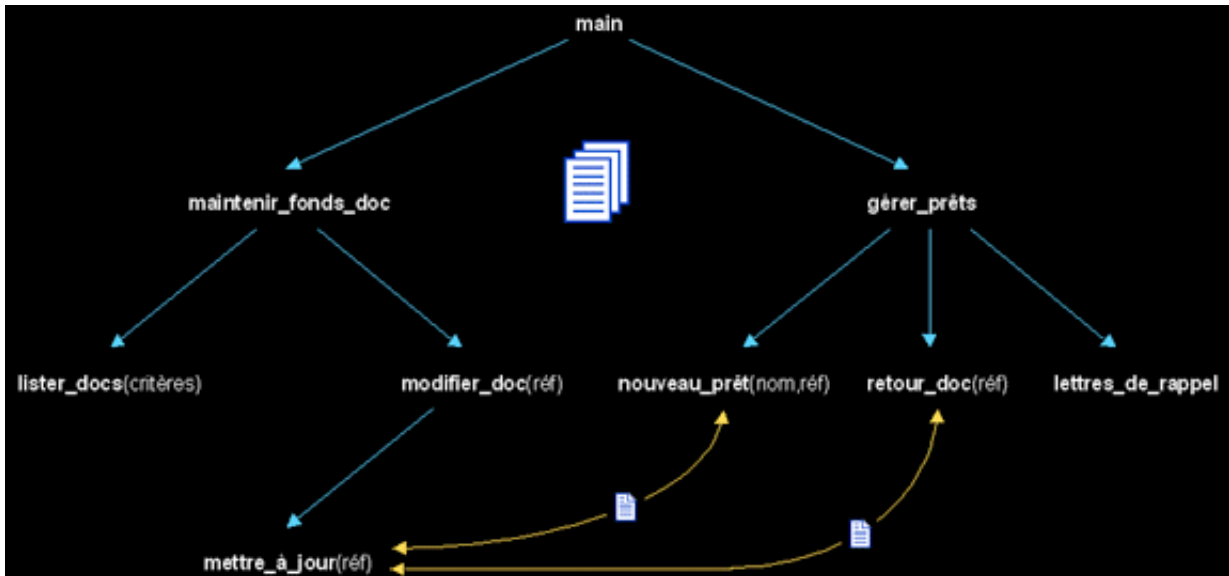 main
maintenir_fonds_doc
gérer_prêts
lister_docs(critères)
modifier_doc(réf)
nouveau_prêt(nom,réf)
retour_doc(réf)
lettres_de_rappel
mettre_à_jour(réf)